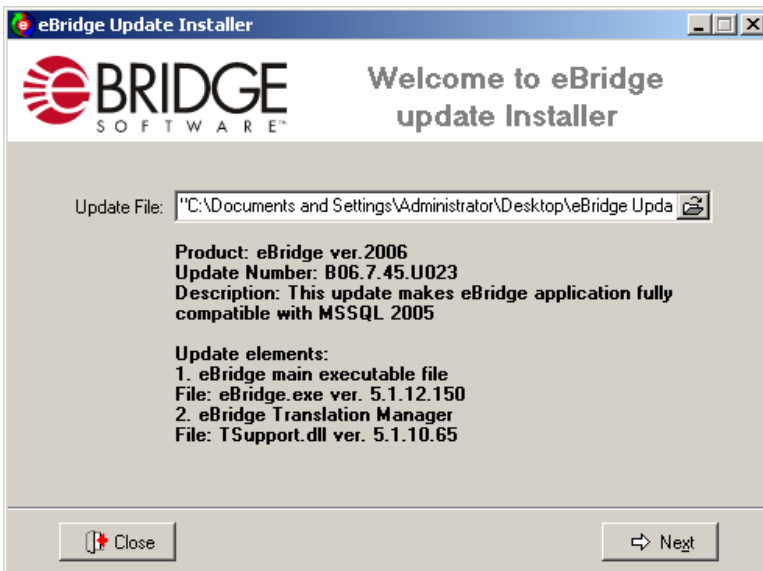 eBridge Update Installer
eBRIDGE
SOFTWARE™
Welcome to eBridge
update Installer
Update File: "C:\Documents and Settings\Administrator\Desktop\eBridge Upda
Product: eBridge ver.2006
Update Number: B06.7.45.U023
Description: This update makes eBridge application fully
compatible with MSSQL 2005
Update elements:
1. eBridge main executable file
File: eBridge.exe ver. 5.1.12.150
2. eBridge Translation Manager
File: TSupport.dll ver. 5.1.10.65
Close
Next